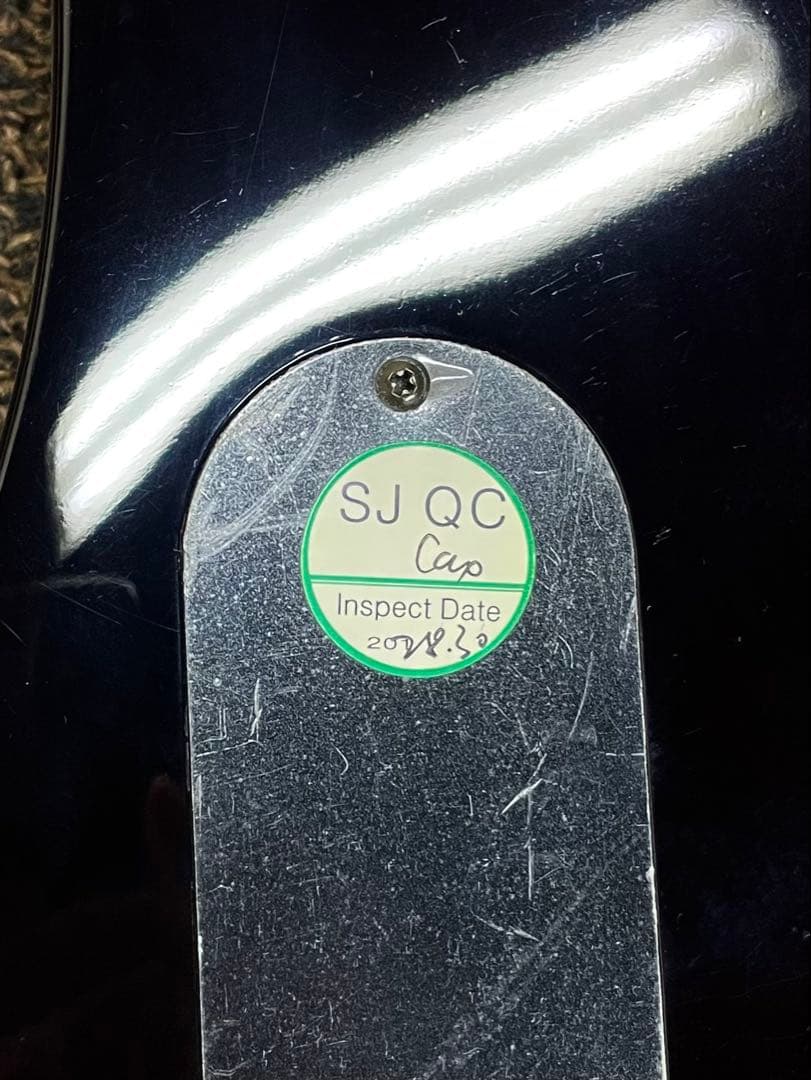 SJ QC
Cap
Inspect Date